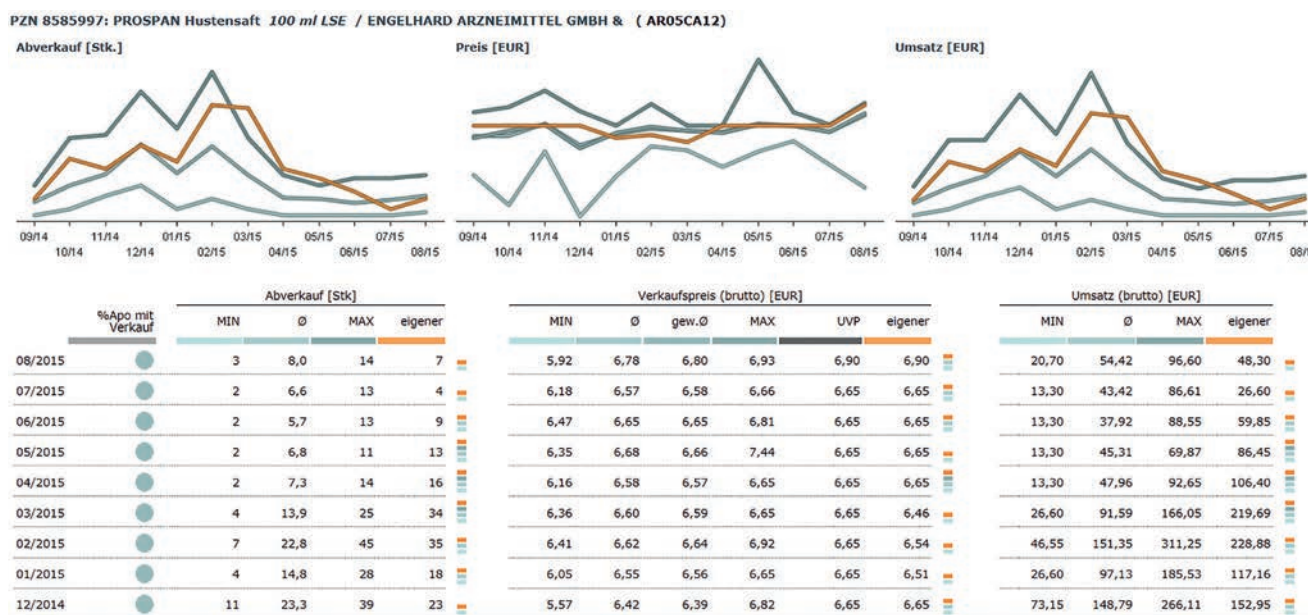 PZN 8585997: PROSPAN Hustensaft 100 ml LSE / ENGELHARD ARZNEIMITTEL GMBH & ( AR05CA12)
Abverkauf [Stk.] Preis [EUR] Umsatz [EUR]
09/14 11/14 01/15 03/15 05/15 07/15 09/14 11/14 01/15 03/15 05/15 07/15 09/14 11/14 01/15 03/15 05/15 07/15
10/14 12/14 02/15 04/15 06/15 08/15 10/14 12/14 02/15 04/15 06/15 08/15 10/14 12/14 02/15 04/15 06/15
Abverkauf [Stk] Verkaufspreis (brutto) [EUR] Umsatz (brutto) [EUR]
%Apo mit
Verkauf MIN Ø MAX eigener MIN Ø gew.Ø MAX UVP eigener MIN Ø MAX eigener
08/2015 3 8,0 14 7 5,92 6,78 6,80 6,93 6,90 6,90 20,70 54,42 96,60 48,30
07/2015 2 6,6 13 4 6,18 6,57 6,58 6,66 6,65 6,65 13,30 43,42 86,61 26,60
06/2015 2 5,7 13 9 6,47 6,65 6,65 6,81 6,65 6,65 13,30 37,92 88,55 59,85
05/2015 2 6,8 11 13 6,35 6,68 6,66 7,44 6,65 6,65 13,30 45,31 69,87 86,45
04/2015 2 7,3 14 16 6,16 6,58 6,57 6,65 6,65 6,65 13,30 47,96 92,65 106,40
03/2015 4 13,9 25 34 6,36 6,60 6,59 6,65 6,65 6,46 26,60 91,59 166,05 219,69
02/2015 7 22,8 45 35 6,41 6,62 6,64 6,92 6,65 6,54 46,55 151,35 311,25 228,88
01/2015 4 14,8 28 18 6,05 6,55 6,56 6,65 6,65 6,51 26,60 97,13 185,53 117,16
12/2014 11 23,3 39 23 5,57 6,42 6,39 6,82 6,65 6,65 73,15 148,79 266,11 152,95